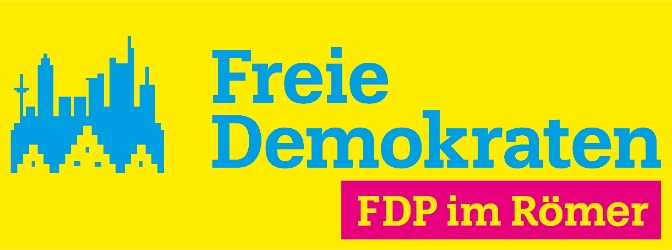 Freie
Demokraten
FDP im Römer